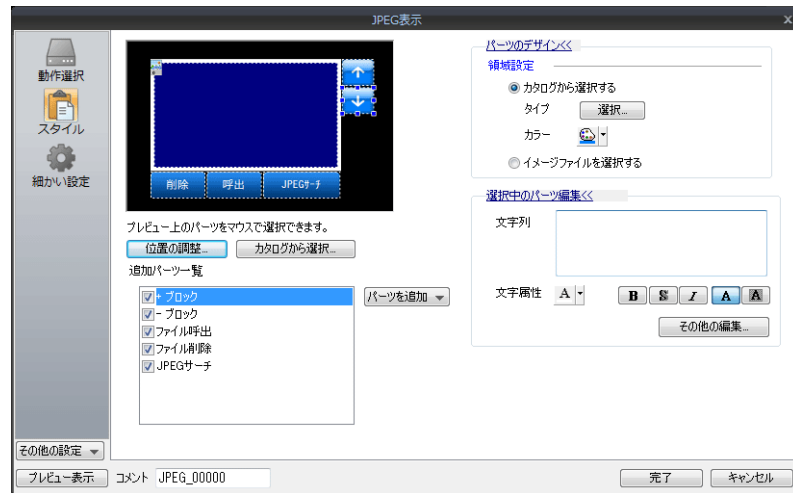 JPEG表示
動作選択
スタイル
細かい設定
削除
呼出
JPEGｻｰﾁ
プレビュー上のパーツをマウスで選択できます。
位置の調整...
カタログから選択...
追加パーツ一覧
+ ブロック
- ブロック
ファイル呼出
ファイル削除
JPEGサーチ
パーツを追加
パーツのデザイン<<
領域設定
カタログから選択する
タイプ
選択...
カラー
イメージファイルを選択する
選択中のパーツ編集<<
文字列
文字属性
A
B
S
I
A
A
その他の編集...
その他の設定
プレビュー表示
コメント
JPEG_00000
完了
キャンセル